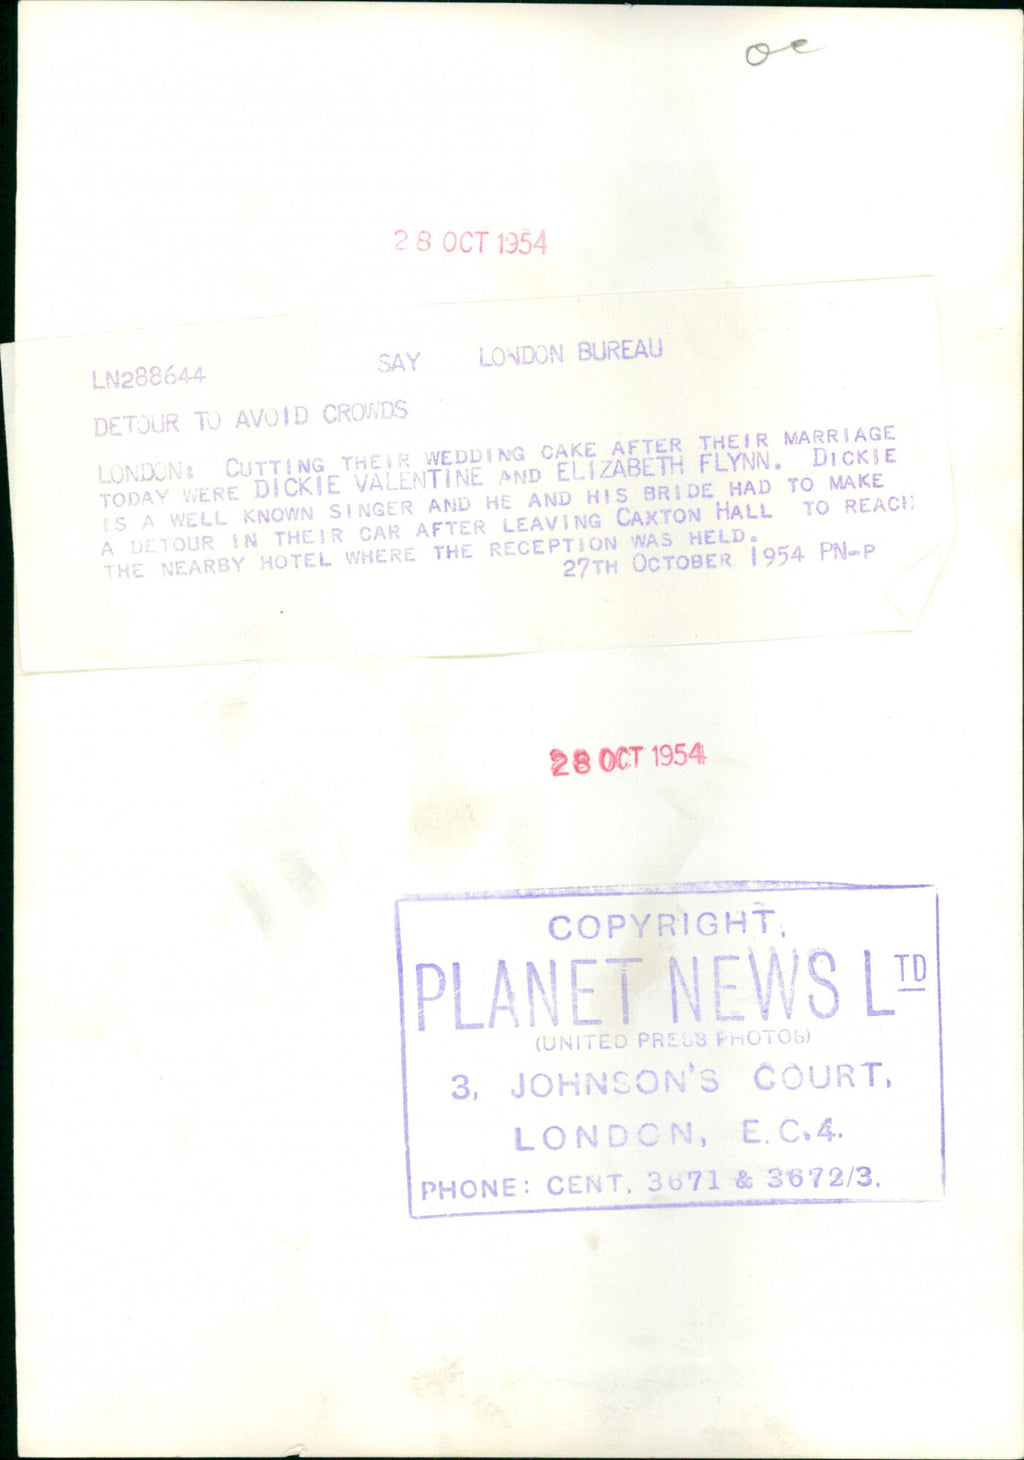 oc
28 OCT 1954
LN288644 SAY LONDON BUREAU
DETOUR TO AVOID CROWDS
LONDON: CUTTING THEIR WEDDING CAKE AFTER THEIR MARRIAGE
TODAY WERE DICKIE VALENTINE AND ELIZABETH FLYNN. DICKIE
IS A WELL KNOWN SINGER AND HE AND HIS BRIDE HAD TO MAKE
A DETOUR IN THEIR CAR AFTER LEAVING CAXTON HALL TO REACH
THE NEARBY HOTEL WHERE THE RECEPTION WAS HELD.
27TH OCTOBER 1954 PN-P
28 OCT 1954
COPYRIGHT,
PLANET NEWS LTD
(UNITED PRESS PHOTOS)
3, JOHNSON'S COURT,
LONDON, E.C.4.
PHONE: CENT. 3671 & 3672/3.